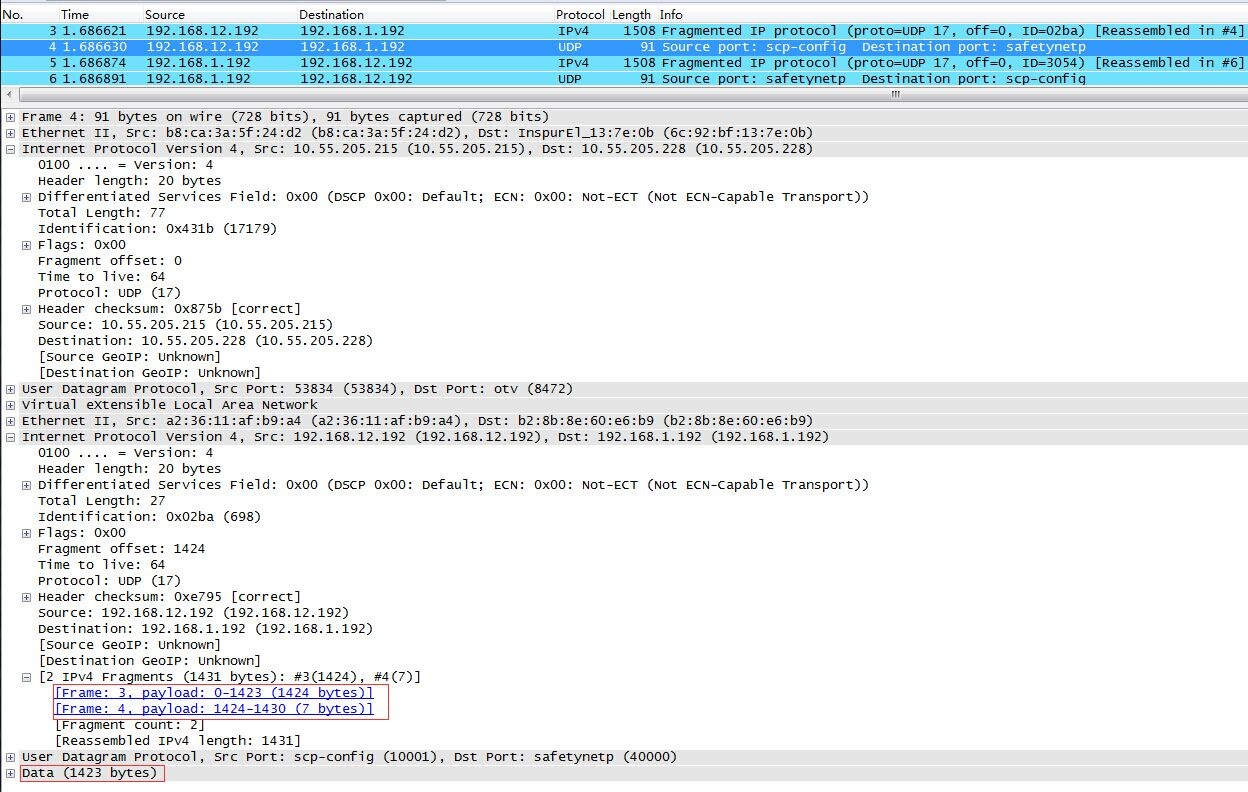 No. Time Source Destination Protocol Length Info
3 1.686621 192.168.12.192 192.168.1.192 IPv4 1508 Fragmented IP protocol (proto=UDP 17, off=0, ID=02ba) [Reassembled in #4]
4 1.686630 192.168.12.192 192.168.1.192 UDP 91 Source port: scp-config Destination port: safetynetp
5 1.686874 192.168.1.192 192.168.12.192 IPv4 1508 Fragmented IP protocol (proto=UDP 17, off=0, ID=3054) [Reassembled in #6]
6 1.686891 192.168.1.192 192.168.12.192 UDP 91 Source port: safetynetp Destination port: scp-config
Frame 4: 91 bytes on wire (728 bits), 91 bytes captured (728 bits)
Ethernet II, Src: b8:ca:3a:5f:24:d2 (b8:ca:3a:5f:24:d2), Dst: InspurEl_13:7e:0b (6c:92:bf:13:7e:0b)
Internet Protocol Version 4, Src: 10.55.205.215 (10.55.205.215), Dst: 10.55.205.228 (10.55.205.228)
0100 .... = Version: 4
Header length: 20 bytes
Differentiated Services Field: 0x00 (DSCP 0x00: Default; ECN: 0x00: Not-ECT (Not ECN-Capable Transport))
Total Length: 77
Identification: 0x431b (17179)
Flags: 0x00
Fragment offset: 0
Time to live: 64
Protocol: UDP (17)
Header checksum: 0x875b [correct]
Source: 10.55.205.215 (10.55.205.215)
Destination: 10.55.205.228 (10.55.205.228)
[Source GeoIP: Unknown]
[Destination GeoIP: Unknown]
User Datagram Protocol, Src Port: 53834 (53834), Dst Port: otv (8472)
Virtual eXtensible Local Area Network
Ethernet II, Src: a2:36:11:af:b9:a4 (a2:36:11:af:b9:a4), Dst: b2:8b:8e:60:e6:b9 (b2:8b:8e:60:e6:b9)
Internet Protocol Version 4, Src: 192.168.12.192 (192.168.12.192), Dst: 192.168.1.192 (192.168.1.192)
0100 .... = Version: 4
Header length: 20 bytes
Differentiated Services Field: 0x00 (DSCP 0x00: Default; ECN: 0x00: Not-ECT (Not ECN-Capable Transport))
Total Length: 27
Identification: 0x02ba (698)
Flags: 0x00
Fragment offset: 1424
Time to live: 64
Protocol: UDP (17)
Header checksum: 0xe795 [correct]
Source: 192.168.12.192 (192.168.12.192)
Destination: 192.168.1.192 (192.168.1.192)
[Source GeoIP: Unknown]
[Destination GeoIP: Unknown]
[2 IPv4 Fragments (1431 bytes): #3(1424), #4(7)]
[Frame: 3, payload: 0-1423 (1424 bytes)]
[Frame: 4, payload: 1424-1430 (7 bytes)]
[Fragment count: 2]
[Reassembled IPv4 length: 1431]
User Datagram Protocol, Src Port: scp-config (10001), Dst Port: safetynetp (40000)
Data (1423 bytes)